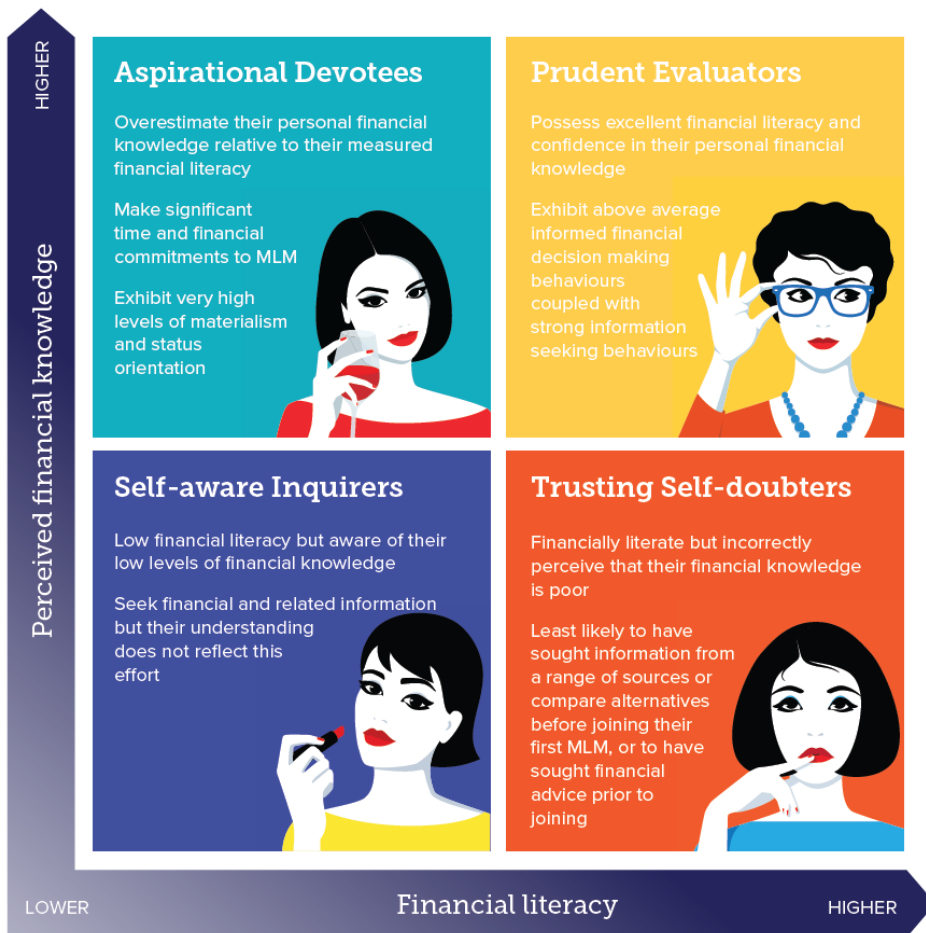 HIGHER
Perceived financial knowledge
Aspirational Devotees
Overestimate their personal financial
knowledge relative to their measured
financial literacy
Make significant
time and financial
commitments to MLM
Exhibit very high
levels of materialism
and status
orientation
Prudent Evaluators
Possess excellent financial literacy and
confidence in their personal financial
knowledge
Exhibit above average
informed financial
decision making
behaviours
coupled with
strong information
seeking behaviours
Self-aware Inquirers
Low financial literacy but aware of their
low levels of financial knowledge
Seek financial and related information
but their understanding
does not reflect this
effort
Trusting Self-doubters
Financially literate but incorrectly
perceive that their financial knowledge
is poor
Least likely to have
sought information from
a range of sources or
compare alternatives
before joining their
first MLM, or to have
sought financial
advice prior to
joining
LOWER
Financial literacy
HIGHER